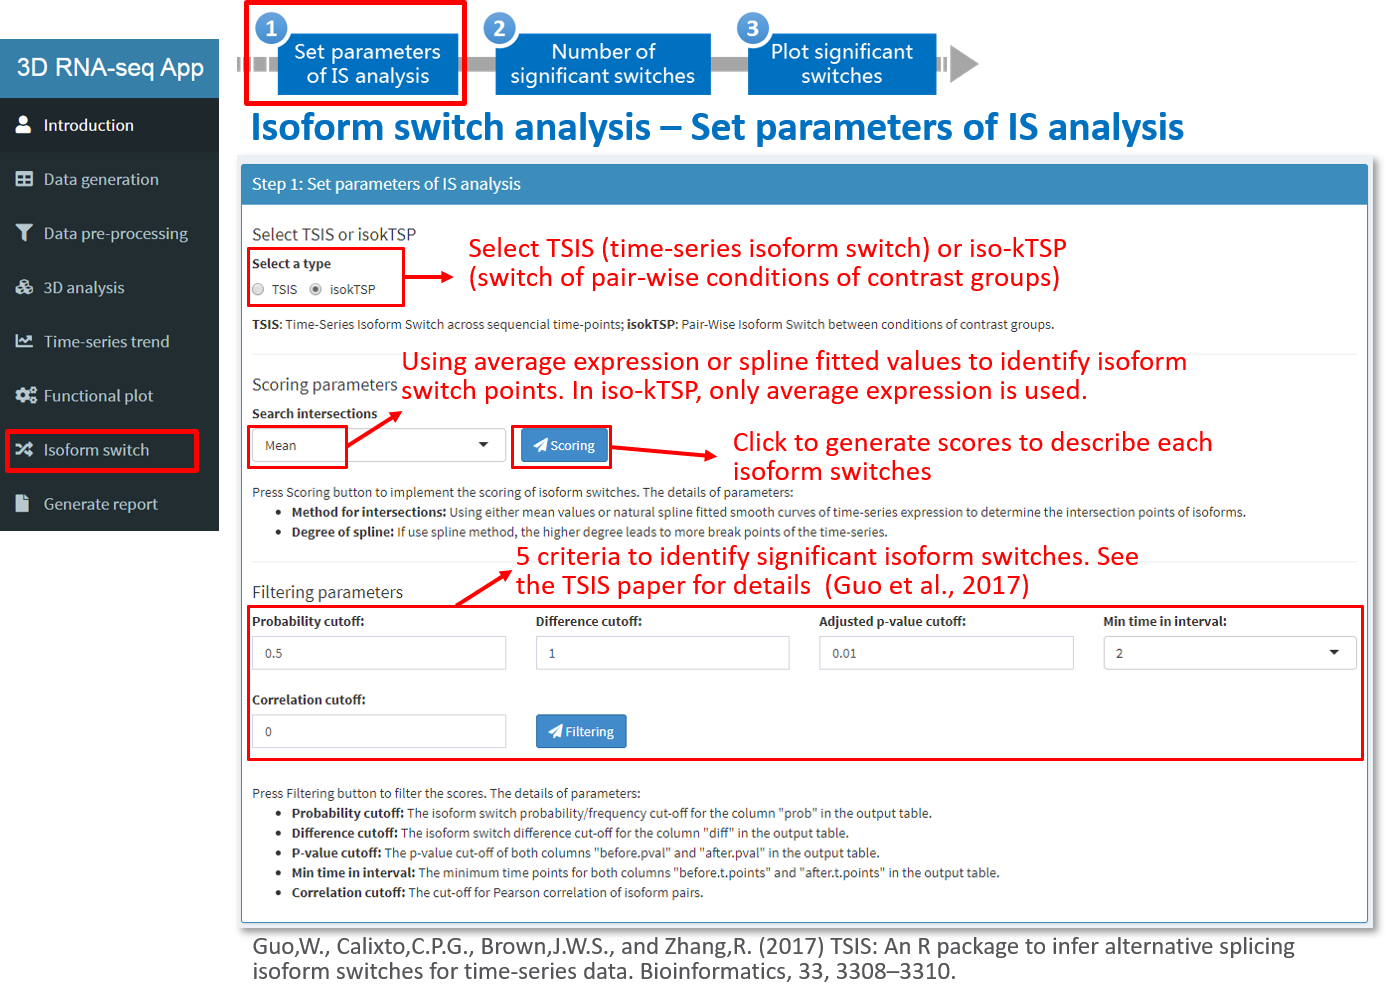 1
Set parameters
of IS analysis
2
Number of
significant switches
3
Plot significant
switches
3D RNA-seq App
Introduction
Data generation
Data pre-processing
3D analysis
Time-series trend
Functional plot
Isoform switch
Generate report
Isoform switch analysis – Set parameters of IS analysis
Step 1: Set parameters of IS analysis
Select TSIS or isokTSP
Select a type
TSIS isokTSP
Select TSIS (time-series isoform switch) or iso-kTSP
(switch of pair-wise conditions of contrast groups)
TSIS: Time-Series Isoform Switch across sequencial time-points; isokTSP: Pair-Wise Isoform Switch between conditions of contrast groups.
Using average expression or spline fitted values to identify isoform
switch points. In iso-kTSP, only average expression is used.
Scoring parameters
Search intersections
Mean
Scoring
Click to generate scores to describe each
isoform switches
Press Scoring button to implement the scoring of isoform switches. The details of parameters:
• Method for intersections: Using either mean values or natural spline fitted smooth curves of time-series expression to determine the intersection points of isoforms.
• Degree of spline: If use spline method, the higher degree leads to more break points of the time-series.
5 criteria to identify significant isoform switches. See
the TSIS paper for details (Guo et al., 2017)
Filtering parameters
Probability cutoff: Difference cutoff: Adjusted p-value cutoff: Min time in interval:
0.5 1 0.01 2
Correlation cutoff:
0 Filtering
Press Filtering button to filter the scores. The details of parameters:
• Probability cutoff: The isoform switch probability/frequency cut-off for the column "prob" in the output table.
• Difference cutoff: The isoform switch difference cut-off for the column "diff" in the output table.
• P-value cutoff: The p-value cut-off of both columns "before.pval" and "after.pval" in the output table.
• Min time in interval: The minimum time points for both columns "before.t.points" and "after.t.points" in the output table.
• Correlation cutoff: The cut-off for Pearson correlation of isoform pairs.
Guo,W., Calixto,C.P.G., Brown,J.W.S., and Zhang,R. (2017) TSIS: An R package to infer alternative splicing
isoform switches for time-series data. Bioinformatics, 33, 3308–3310.